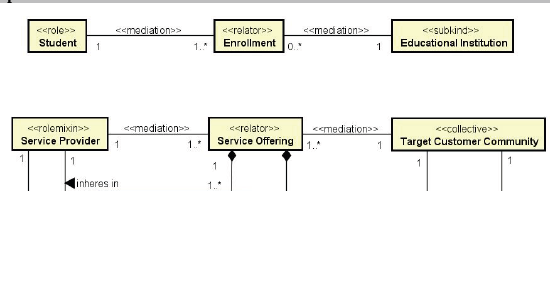 <<role>> <<mediation>> <<relator>> <<mediation>> <<subkind>>
Student 1 1..* Enrollment 0..* 1 Educational Institution
<<rolemixin>> <<mediation>> <<relator>> <<mediation>> <<collective>>
Service Provider 1 1..* Service Offering 1..* 1 Target Customer Community
1 1 1 1 1
inheres in 1..*